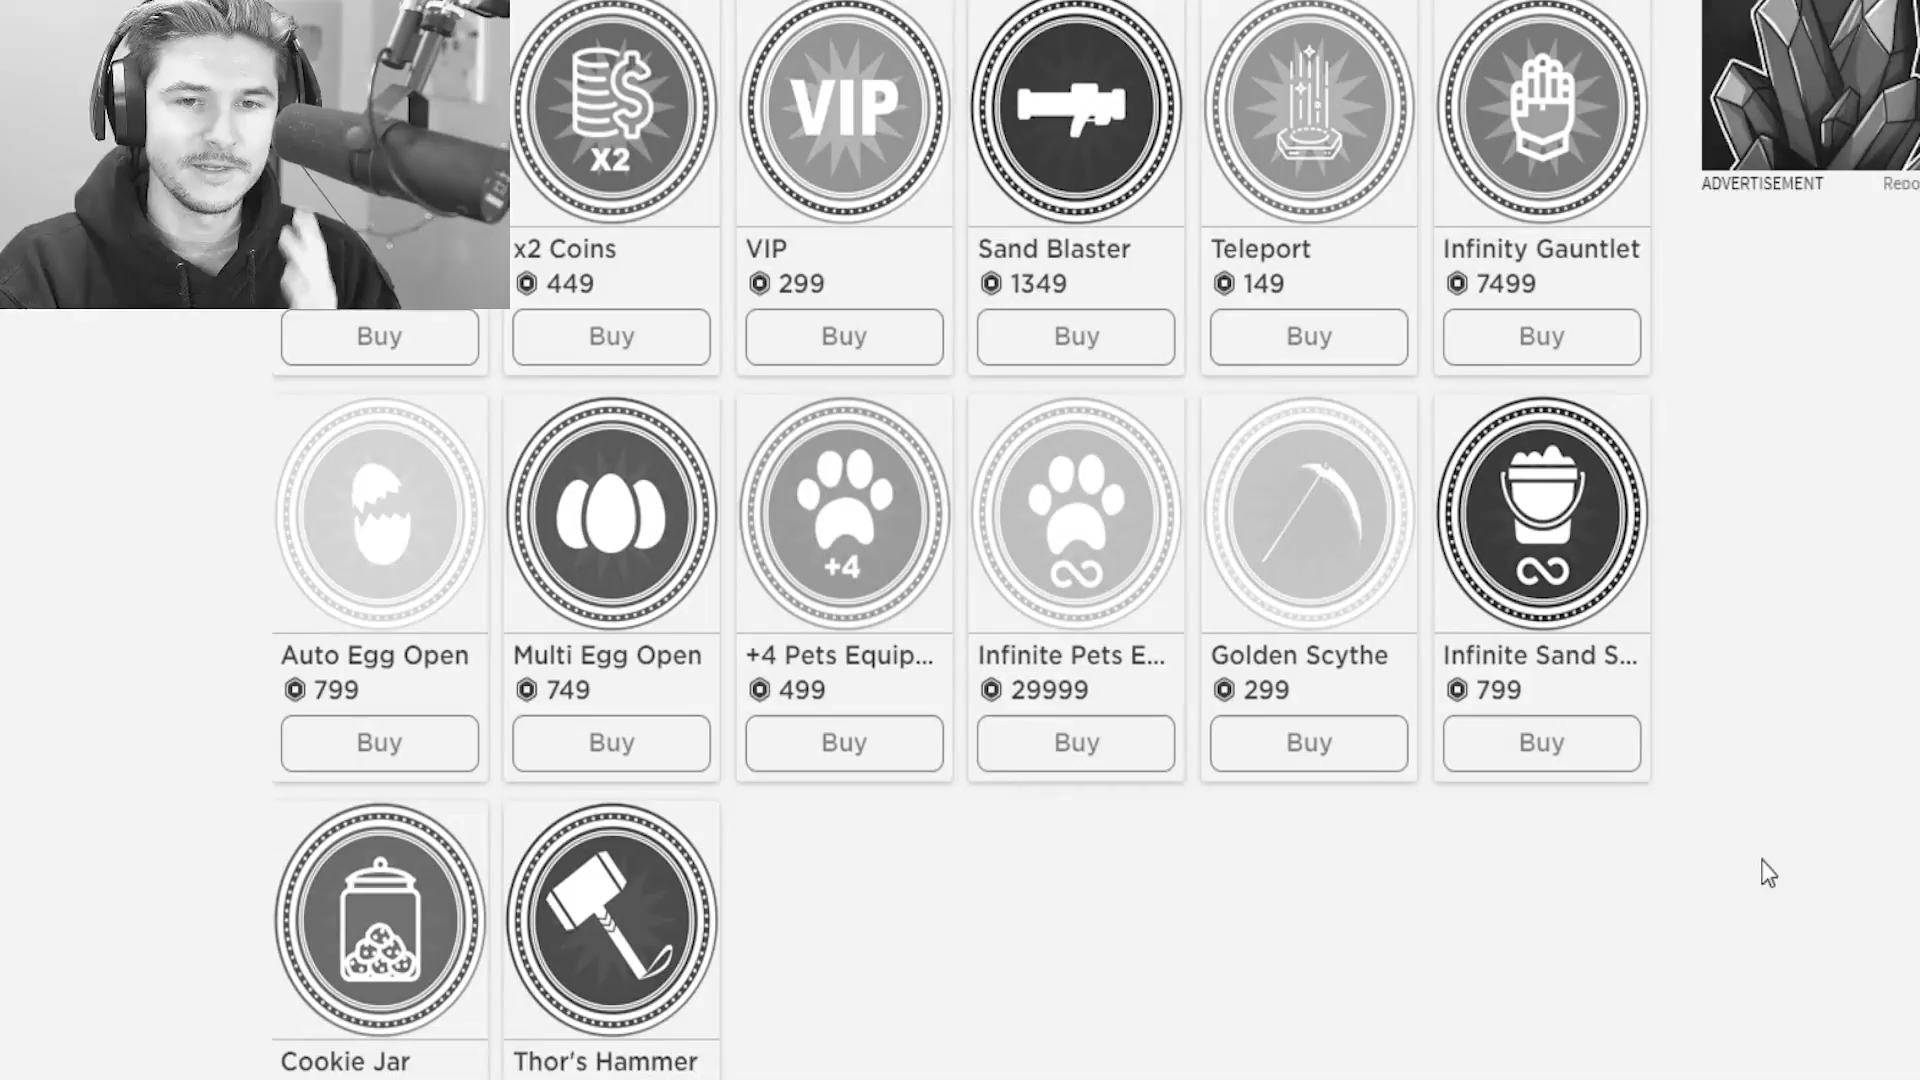 X2
VIP
ADVERTISEMENT
Repo
x2 Coins
449
VIP
299
Sand Blaster
1349
Teleport
149
Infinity Gauntlet
7499
Buy
Buy
Buy
Buy
Buy
Buy
+4
∞
∞
Auto Egg Open
799
Multi Egg Open
749
+4 Pets Equip...
499
Infinite Pets E...
29999
Golden Scythe
299
Infinite Sand S...
799
Buy
Buy
Buy
Buy
Buy
Buy
Cookie Jar
Thor's Hammer